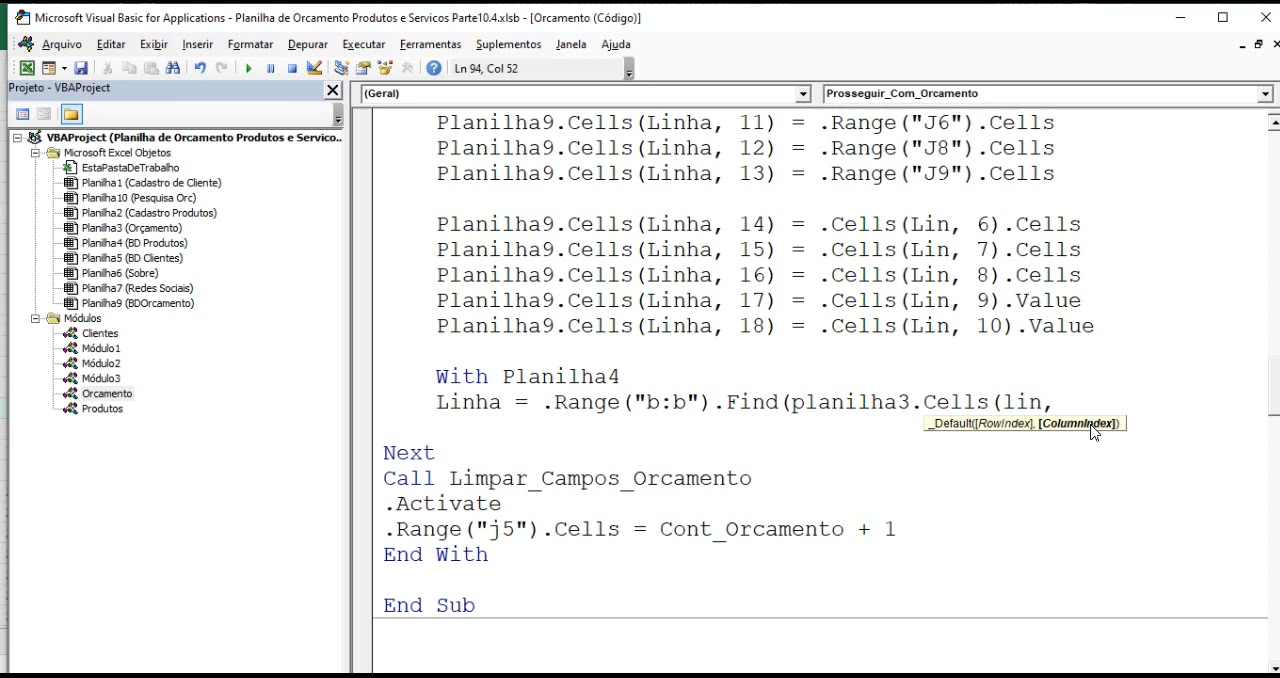 Microsoft Visual Basic for Applications - Planilha de Orcamento Produtos e Servicos Parte10.4.xlsb - [Orcamento (Código)]
Arquivo Editar Exibir Inserir Formatar Depurar Executar Ferramentas Suplementos Janela Ajuda
Ln 94, Col 52
Projeto - VBAProject
(Geral)
Prosseguir_Com_Orcamento
VBAProject (Planilha de Orcamento Produtos e Servico..
Microsoft Excel Objetos
EstaPastaDeTrabalho
Planilha1 (Cadastro de Cliente)
Planilha10 (Pesquisa Orc)
Planilha2 (Cadastro Produtos)
Planilha3 (Orçamento)
Planilha4 (BD Produtos)
Planilha5 (BD Clientes)
Planilha6 (Sobre)
Planilha7 (Redes Sociais)
Planilha9 (BDOrcamento)
Módulos
Clientes
Módulo1
Módulo2
Módulo3
Orcamento
Produtos
Planilha9.Cells(Linha, 11) = .Range("J6").Cells
Planilha9.Cells(Linha, 12) = .Range("J8").Cells
Planilha9.Cells(Linha, 13) = .Range("J9").Cells
Planilha9.Cells(Linha, 14) = .Cells(Lin, 6).Cells
Planilha9.Cells(Linha, 15) = .Cells(Lin, 7).Cells
Planilha9.Cells(Linha, 16) = .Cells(Lin, 8).Cells
Planilha9.Cells(Linha, 17) = .Cells(Lin, 9).Value
Planilha9.Cells(Linha, 18) = .Cells(Lin, 10).Value
With Planilha4
Linha = .Range("b:b").Find(planilha3.Cells(lin,
_Default([RowIndex], [ColumnIndex])
Next
Call Limpar_Campos_Orcamento
.Activate
.Range("j5").Cells = Cont_Orcamento + 1
End With
End Sub